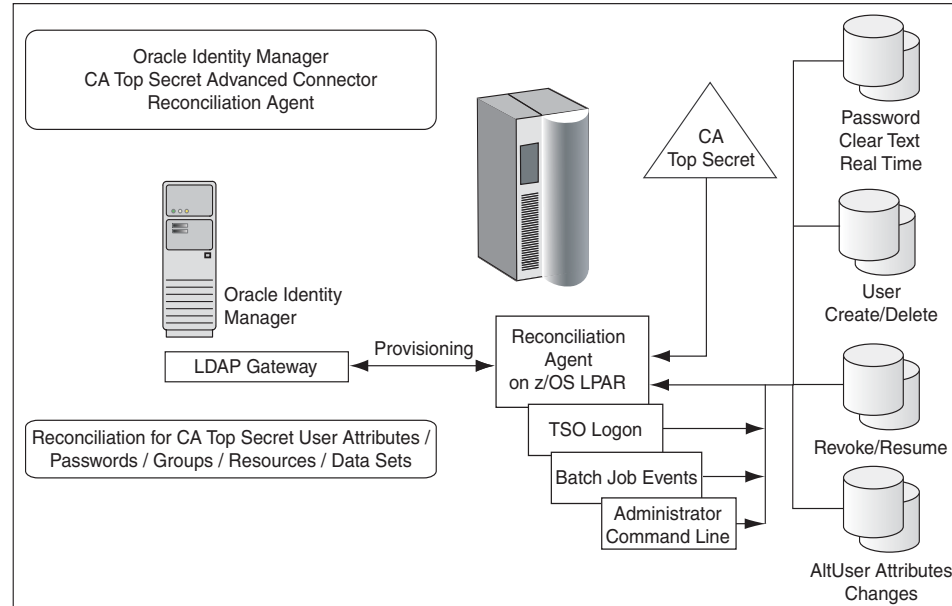 Oracle Identity Manager
CA Top Secret Advanced Connector
Reconciliation Agent
CA
Top Secret
Password
Clear Text
Real Time
Oracle Identity
Manager
User
Create/Delete
LDAP Gateway
Provisioning
Reconciliation
Agent
on z/OS LPAR
TSO Logon
Batch Job Events
Administrator
Command Line
Revoke/Resume
Reconciliation for CA Top Secret User Attributes /
Passwords / Groups / Resources / Data Sets
AltUser Attributes
Changes